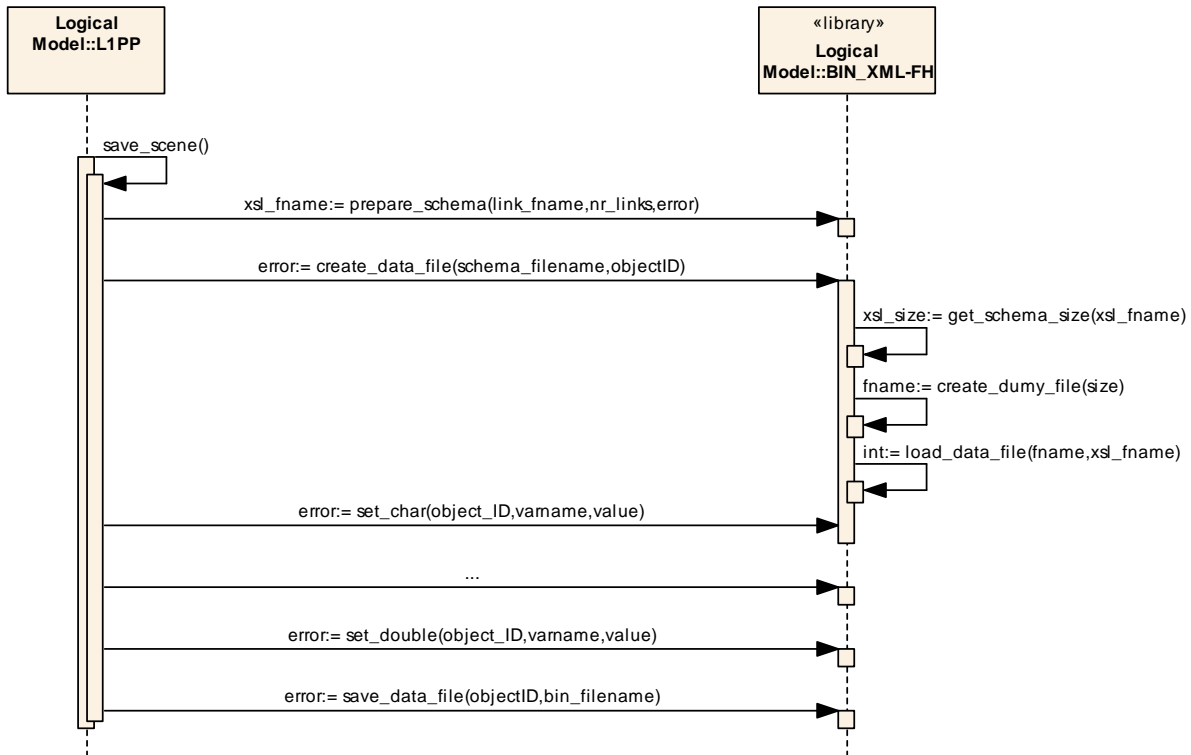 Logical
Model::L1PP
«library»
Logical
Model::BIN_XML-FH
save_scene()
xsl_fname:= prepare_schema(link_fname,nr_links,error)
error:= create_data_file(schema_filename,objectID)
xsl_size:= get_schema_size(xsl_fname)
fname:= create_dumy_file(size)
int:= load_data_file(fname,xsl_fname)
error:= set_char(object_ID,varname,value)
...
error:= set_double(object_ID,varname,value)
error:= save_data_file(objectID,bin_filename)